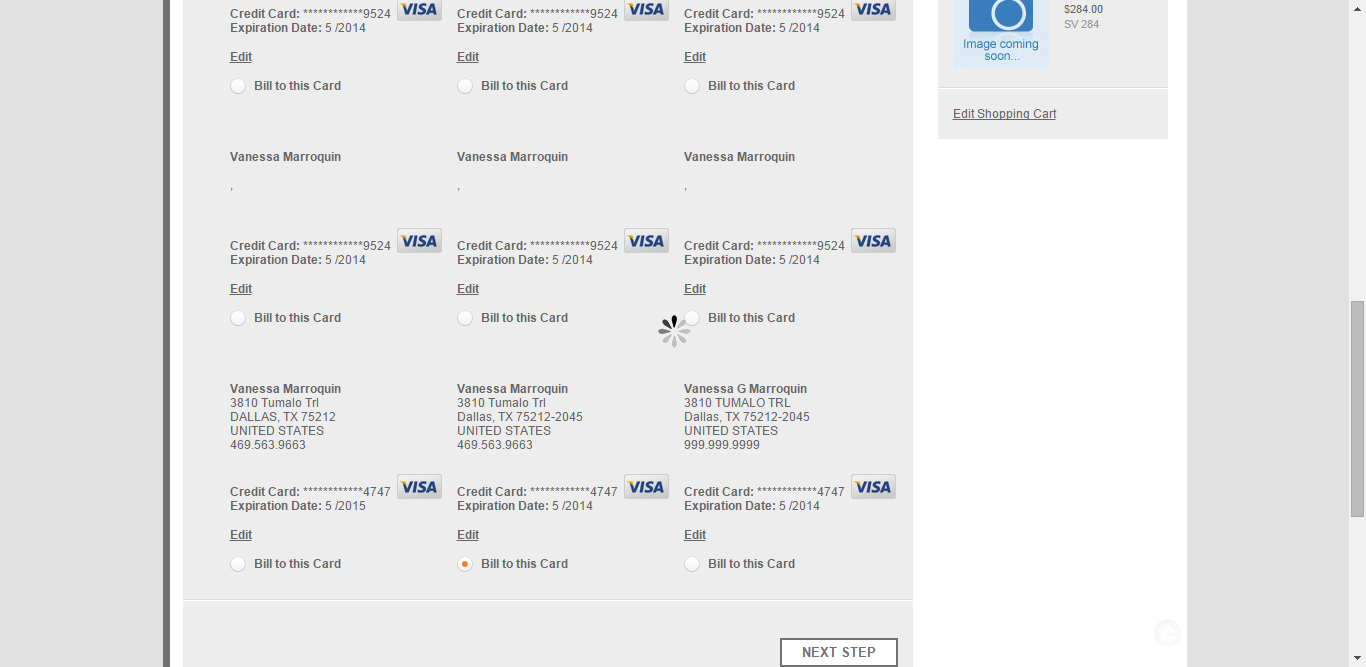 Credit Card: ************9524 VISA
Expiration Date: 5 /2014
Edit
Bill to this Card
Credit Card: ************9524 VISA
Expiration Date: 5 /2014
Edit
Bill to this Card
Credit Card: ************9524 VISA
Expiration Date: 5 /2014
Edit
Bill to this Card
Vanessa Marroquin
,
Credit Card: ************9524 VISA
Expiration Date: 5 /2014
Edit
Bill to this Card
Vanessa Marroquin
,
Credit Card: ************9524 VISA
Expiration Date: 5 /2014
Edit
Bill to this Card
Vanessa Marroquin
,
Credit Card: ************9524 VISA
Expiration Date: 5 /2014
Edit
Bill to this Card
Vanessa Marroquin
3810 Tumalo Trl
DALLAS, TX 75212
UNITED STATES
469.563.9663
Credit Card: ************4747 VISA
Expiration Date: 5 /2015
Edit
Bill to this Card
Vanessa Marroquin
3810 Tumalo Trl
Dallas, TX 75212-2045
UNITED STATES
469.563.9663
Credit Card: ************4747 VISA
Expiration Date: 5 /2014
Edit
Bill to this Card
Vanessa G Marroquin
3810 TUMALO TRL
Dallas, TX 75212-2045
UNITED STATES
999.999.9999
Credit Card: ************4747 VISA
Expiration Date: 5 /2014
Edit
Bill to this Card
NEXT STEP
Image coming
soon...
$284.00
SV 284
Edit Shopping Cart